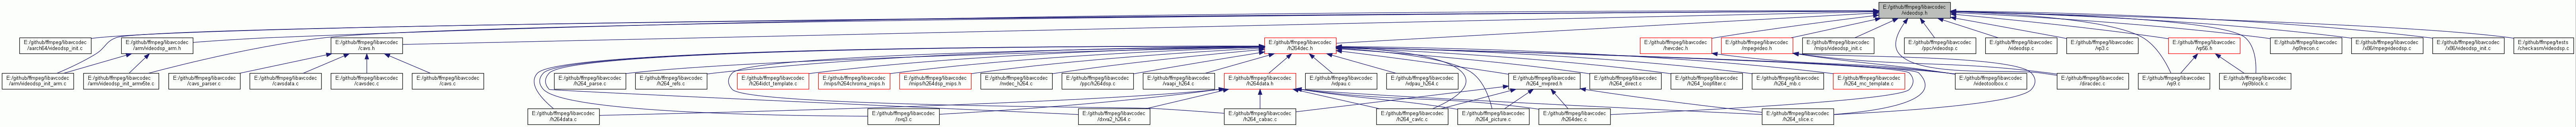 E:/github/ffmpeg/libavcodec
/videodsp.h
E:/github/ffmpeg/libavcodec
/aarch64/videodsp_init.c
E:/github/ffmpeg/libavcodec
/arm/videodsp_arm.h
E:/github/ffmpeg/libavcodec
/cavs.h
E:/github/ffmpeg/libavcodec
/h264dec.h
E:/github/ffmpeg/libavcodec
/hevcdec.h
E:/github/ffmpeg/libavcodec
/mpegvideo.h
E:/github/ffmpeg/libavcodec
/mips/videodsp_init.c
E:/github/ffmpeg/libavcodec
/ppc/videodsp.c
E:/github/ffmpeg/libavcodec
/videodsp.c
E:/github/ffmpeg/libavcodec
/vp3.c
E:/github/ffmpeg/libavcodec
/vp56.h
E:/github/ffmpeg/libavcodec
/vp9recon.c
E:/github/ffmpeg/libavcodec
/x86/mpegvideodsp.c
E:/github/ffmpeg/libavcodec
/x86/videodsp_init.c
E:/github/ffmpeg/tests
/checkasm/videodsp.c
E:/github/ffmpeg/libavcodec
/arm/videodsp_init_arm.c
E:/github/ffmpeg/libavcodec
/arm/videodsp_init_armv5te.c
E:/github/ffmpeg/libavcodec
/cavs_parser.c
E:/github/ffmpeg/libavcodec
/cavsdata.c
E:/github/ffmpeg/libavcodec
/cavsdec.c
E:/github/ffmpeg/libavcodec
/cavs.c
E:/github/ffmpeg/libavcodec
/h264_parse.c
E:/github/ffmpeg/libavcodec
/h264_refs.c
E:/github/ffmpeg/libavcodec
/h264idct_template.c
E:/github/ffmpeg/libavcodec
/mips/h264chroma_mips.h
E:/github/ffmpeg/libavcodec
/mips/h264dsp_mips.h
E:/github/ffmpeg/libavcodec
/nvdec_h264.c
E:/github/ffmpeg/libavcodec
/ppc/h264dsp.c
E:/github/ffmpeg/libavcodec
/vaapi_h264.c
E:/github/ffmpeg/libavcodec
/h264data.h
E:/github/ffmpeg/libavcodec
/vdpau.c
E:/github/ffmpeg/libavcodec
/vdpau_h264.c
E:/github/ffmpeg/libavcodec
/h264_mvpred.h
E:/github/ffmpeg/libavcodec
/h264_direct.c
E:/github/ffmpeg/libavcodec
/h264_loopfilter.c
E:/github/ffmpeg/libavcodec
/h264_mb.c
E:/github/ffmpeg/libavcodec
/h264_mc_template.c
E:/github/ffmpeg/libavcodec
/videotoolbox.c
E:/github/ffmpeg/libavcodec
/diracdec.c
E:/github/ffmpeg/libavcodec
/vp9.c
E:/github/ffmpeg/libavcodec
/vp9block.c
E:/github/ffmpeg/libavcodec
/h264data.c
E:/github/ffmpeg/libavcodec
/svq3.c
E:/github/ffmpeg/libavcodec
/dxva2_h264.c
E:/github/ffmpeg/libavcodec
/h264_cabac.c
E:/github/ffmpeg/libavcodec
/h264_cavlc.c
E:/github/ffmpeg/libavcodec
/h264_picture.c
E:/github/ffmpeg/libavcodec
/h264dec.c
E:/github/ffmpeg/libavcodec
/h264_slice.c